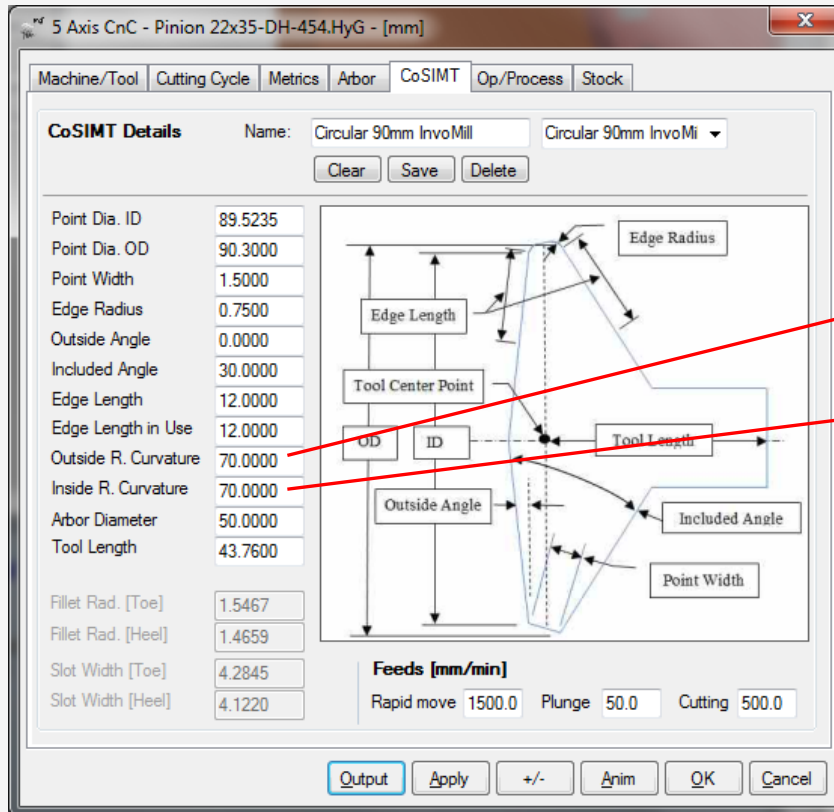 5 Axis CnC - Pinion 22x35-DH-454.HyG - [mm]
X
Machine/Tool Cutting Cycle Metrics Arbor CoSIMT Op/Process Stock
CoSIMT Details Name: Circular 90mm InvoMill Circular 90mm InvoMi
Clear Save Delete
Point Dia. ID 89.5235
Point Dia. OD 90.3000
Point Width 1.5000
Edge Radius 0.7500
Outside Angle 0.0000
Included Angle 30.0000
Edge Length 12.0000
Edge Length in Use 12.0000
Outside R. Curvature 70.0000
Inside R. Curvature 70.0000
Arbor Diameter 50.0000
Tool Length 43.7600
Fillet Rad. [Toe] 1.5467
Fillet Rad. [Heel] 1.4659
Slot Width [Toe] 4.2845
Slot Width [Heel] 4.1220
Edge Radius
Edge Length
Tool Center Point
OD ID Tool Length
Outside Angle
Included Angle
Point Width
Feeds [mm/min]
Rapid move 1500.0 Plunge 50.0 Cutting 500.0
Output Apply +/- Anim OK Cancel